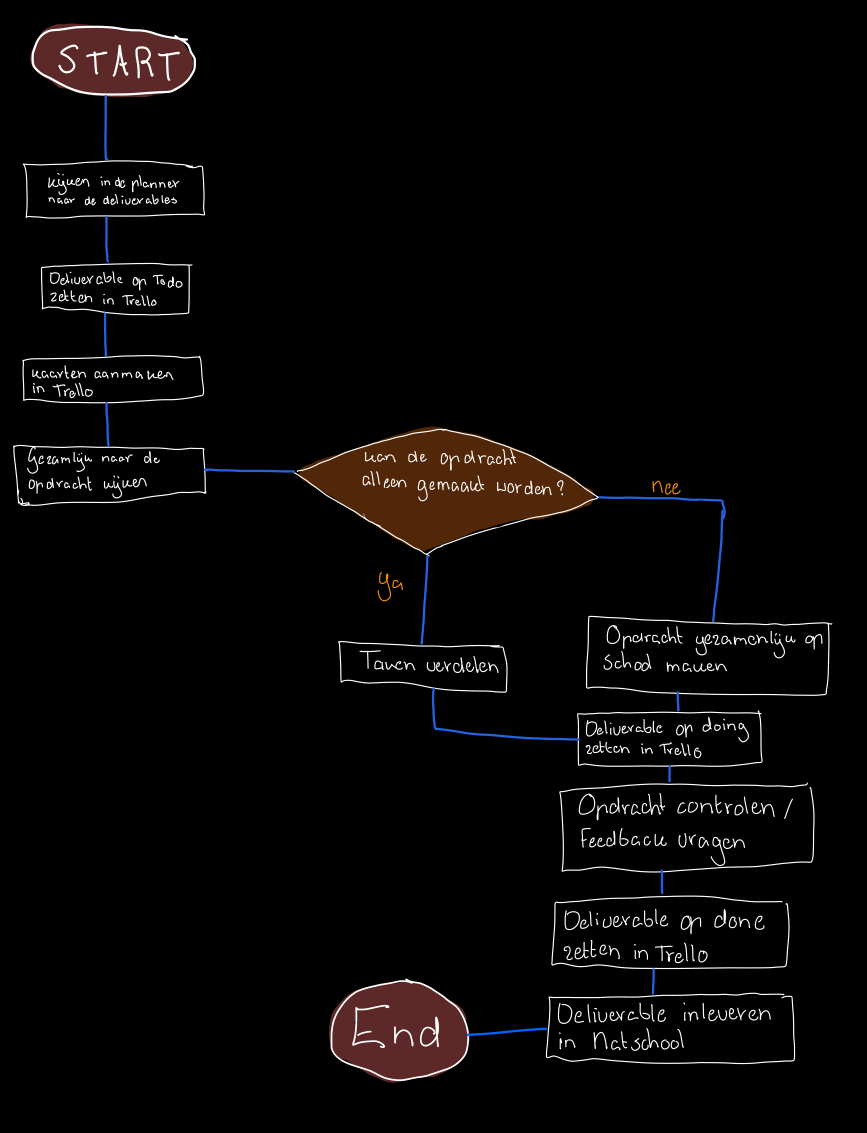 START
kijken in de planner
naar de deliverables
Deliverable op Todo
zetten in Trello
kaarten aanmaken
in Trello
Gezamlijk naar de
opdracht kijken
kan de opdracht
alleen gemaakt worden?
nee
Ya
Taken verdelen
Opdracht gezamenlijk op
school maken
Deliverable op doing
zetten in Trello
Opdracht controlen /
Feedback vragen
Deliverable op done
zetten in Trello
Deliverable inleveren
in Natschool
End